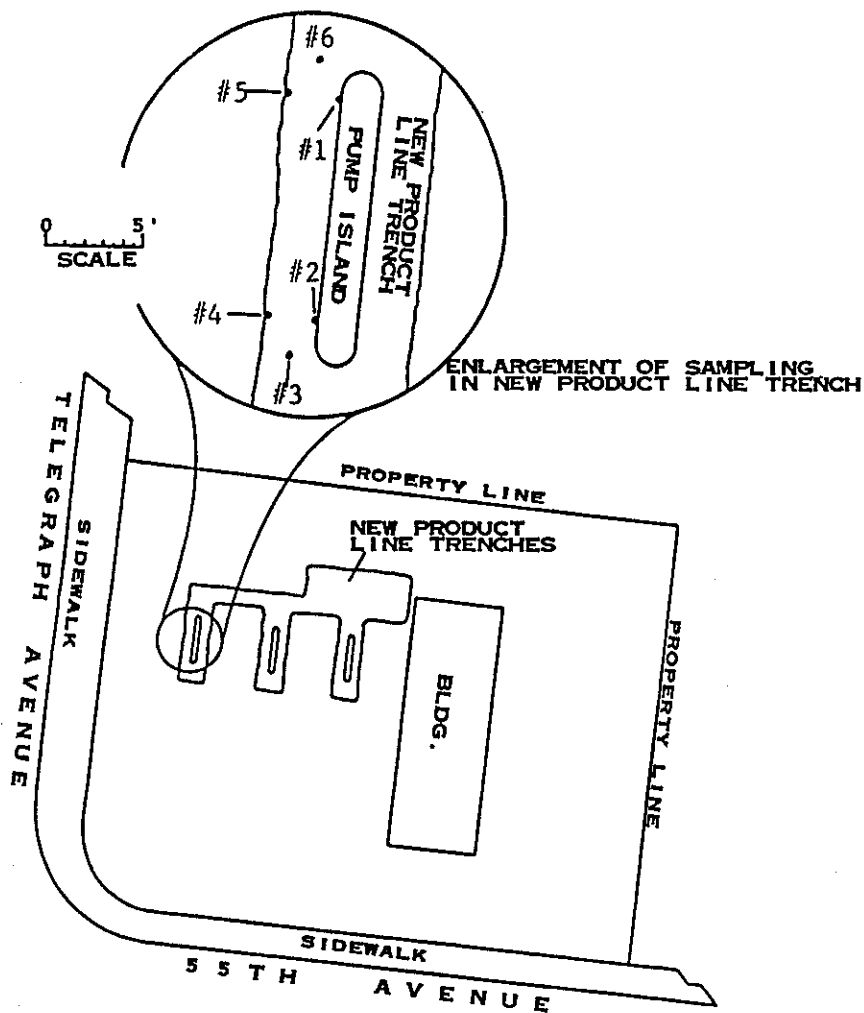 #6
#5
#1
PUMP ISLAND
NEW PRODUCT
LINE TRENCH
0 5'
SCALE
#2
#4
#3
ENLARGEMENT OF SAMPLING
IN NEW PRODUCT LINE TRENCH
TELEGRAPH AVENUE
SIDEWALK
PROPERTY LINE
NEW PRODUCT
LINE TRENCHES
BLDG.
PROPERTY LINE
SIDEWALK
55TH AVENUE